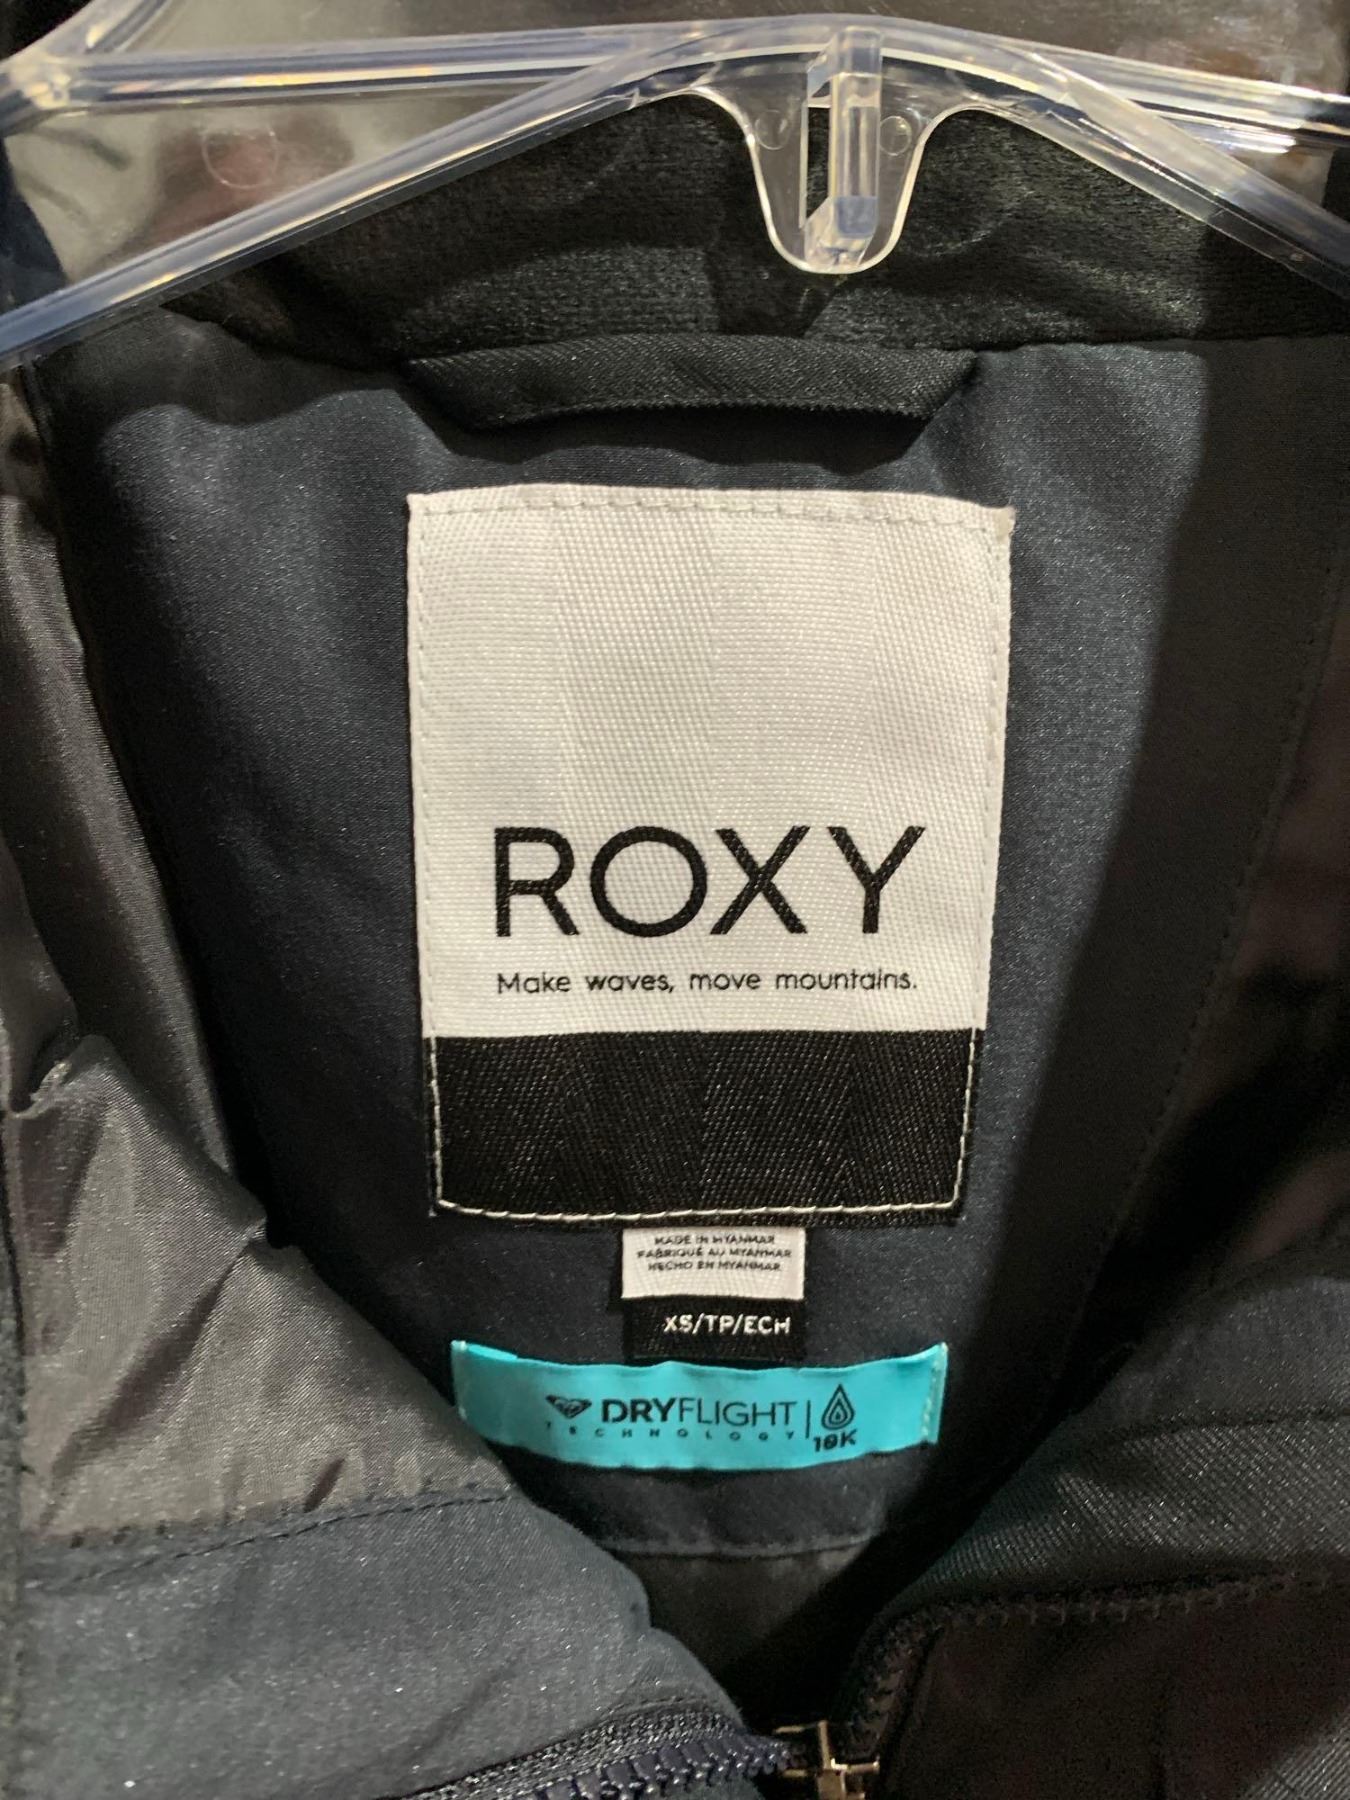 ROXY
Make waves, move mountains.
MADE IN MYANMAR
FABRIQUÉ AU MYANMAR
HECHO EN MYANMAR
XS/TP/ECH
DRYFLIGHT
TECHNOLOGY
10K